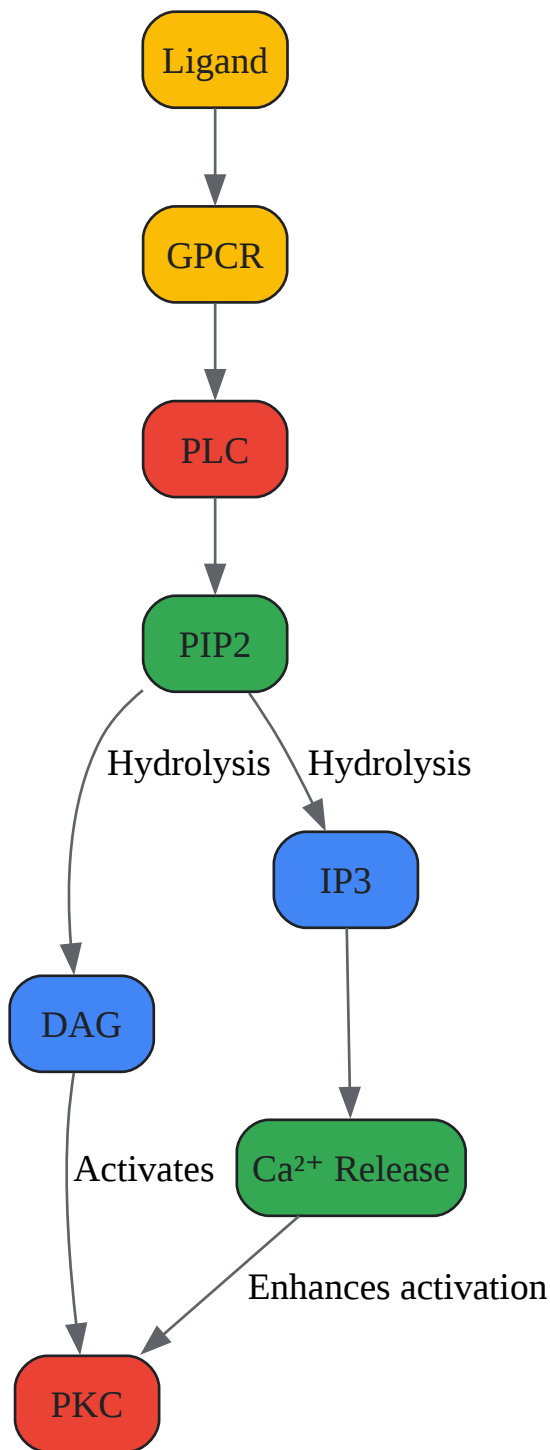 Ligand
GPCR
PLC
PIP2
Hydrolysis
Hydrolysis
IP3
DAG
Activates
Ca²⁺ Release
Enhances activation
PKC